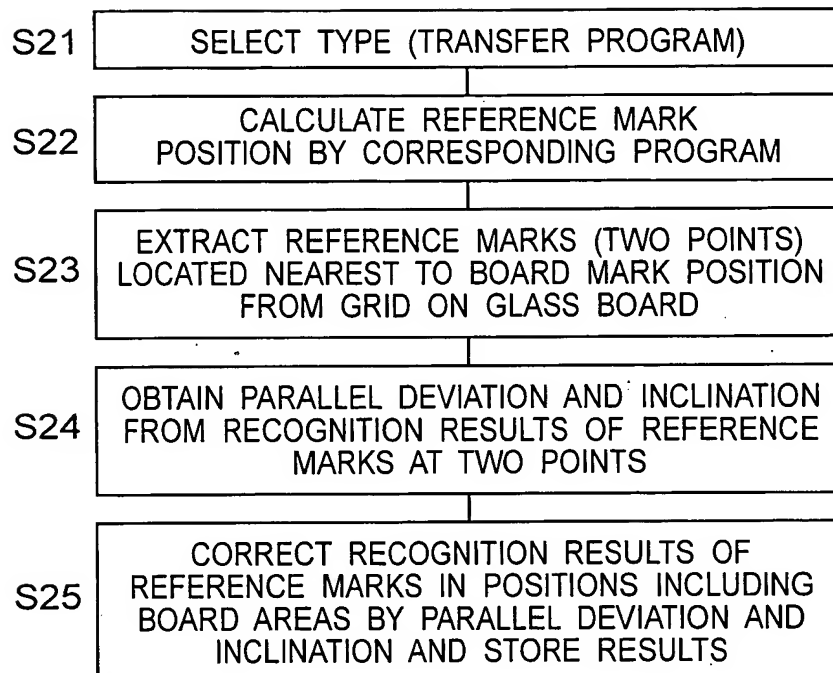 S21
SELECT TYPE (TRANSFER PROGRAM)
S22
CALCULATE REFERENCE MARK
POSITION BY CORRESPONDING PROGRAM
S23
EXTRACT REFERENCE MARKS (TWO POINTS)
LOCATED NEAREST TO BOARD MARK POSITION
FROM GRID ON GLASS BOARD
S24
OBTAIN PARALLEL DEVIATION AND INCLINATION
FROM RECOGNITION RESULTS OF REFERENCE
MARKS AT TWO POINTS
S25
CORRECT RECOGNITION RESULTS OF
REFERENCE MARKS IN POSITIONS INCLUDING
BOARD AREAS BY PARALLEL DEVIATION AND
INCLINATION AND STORE RESULTS